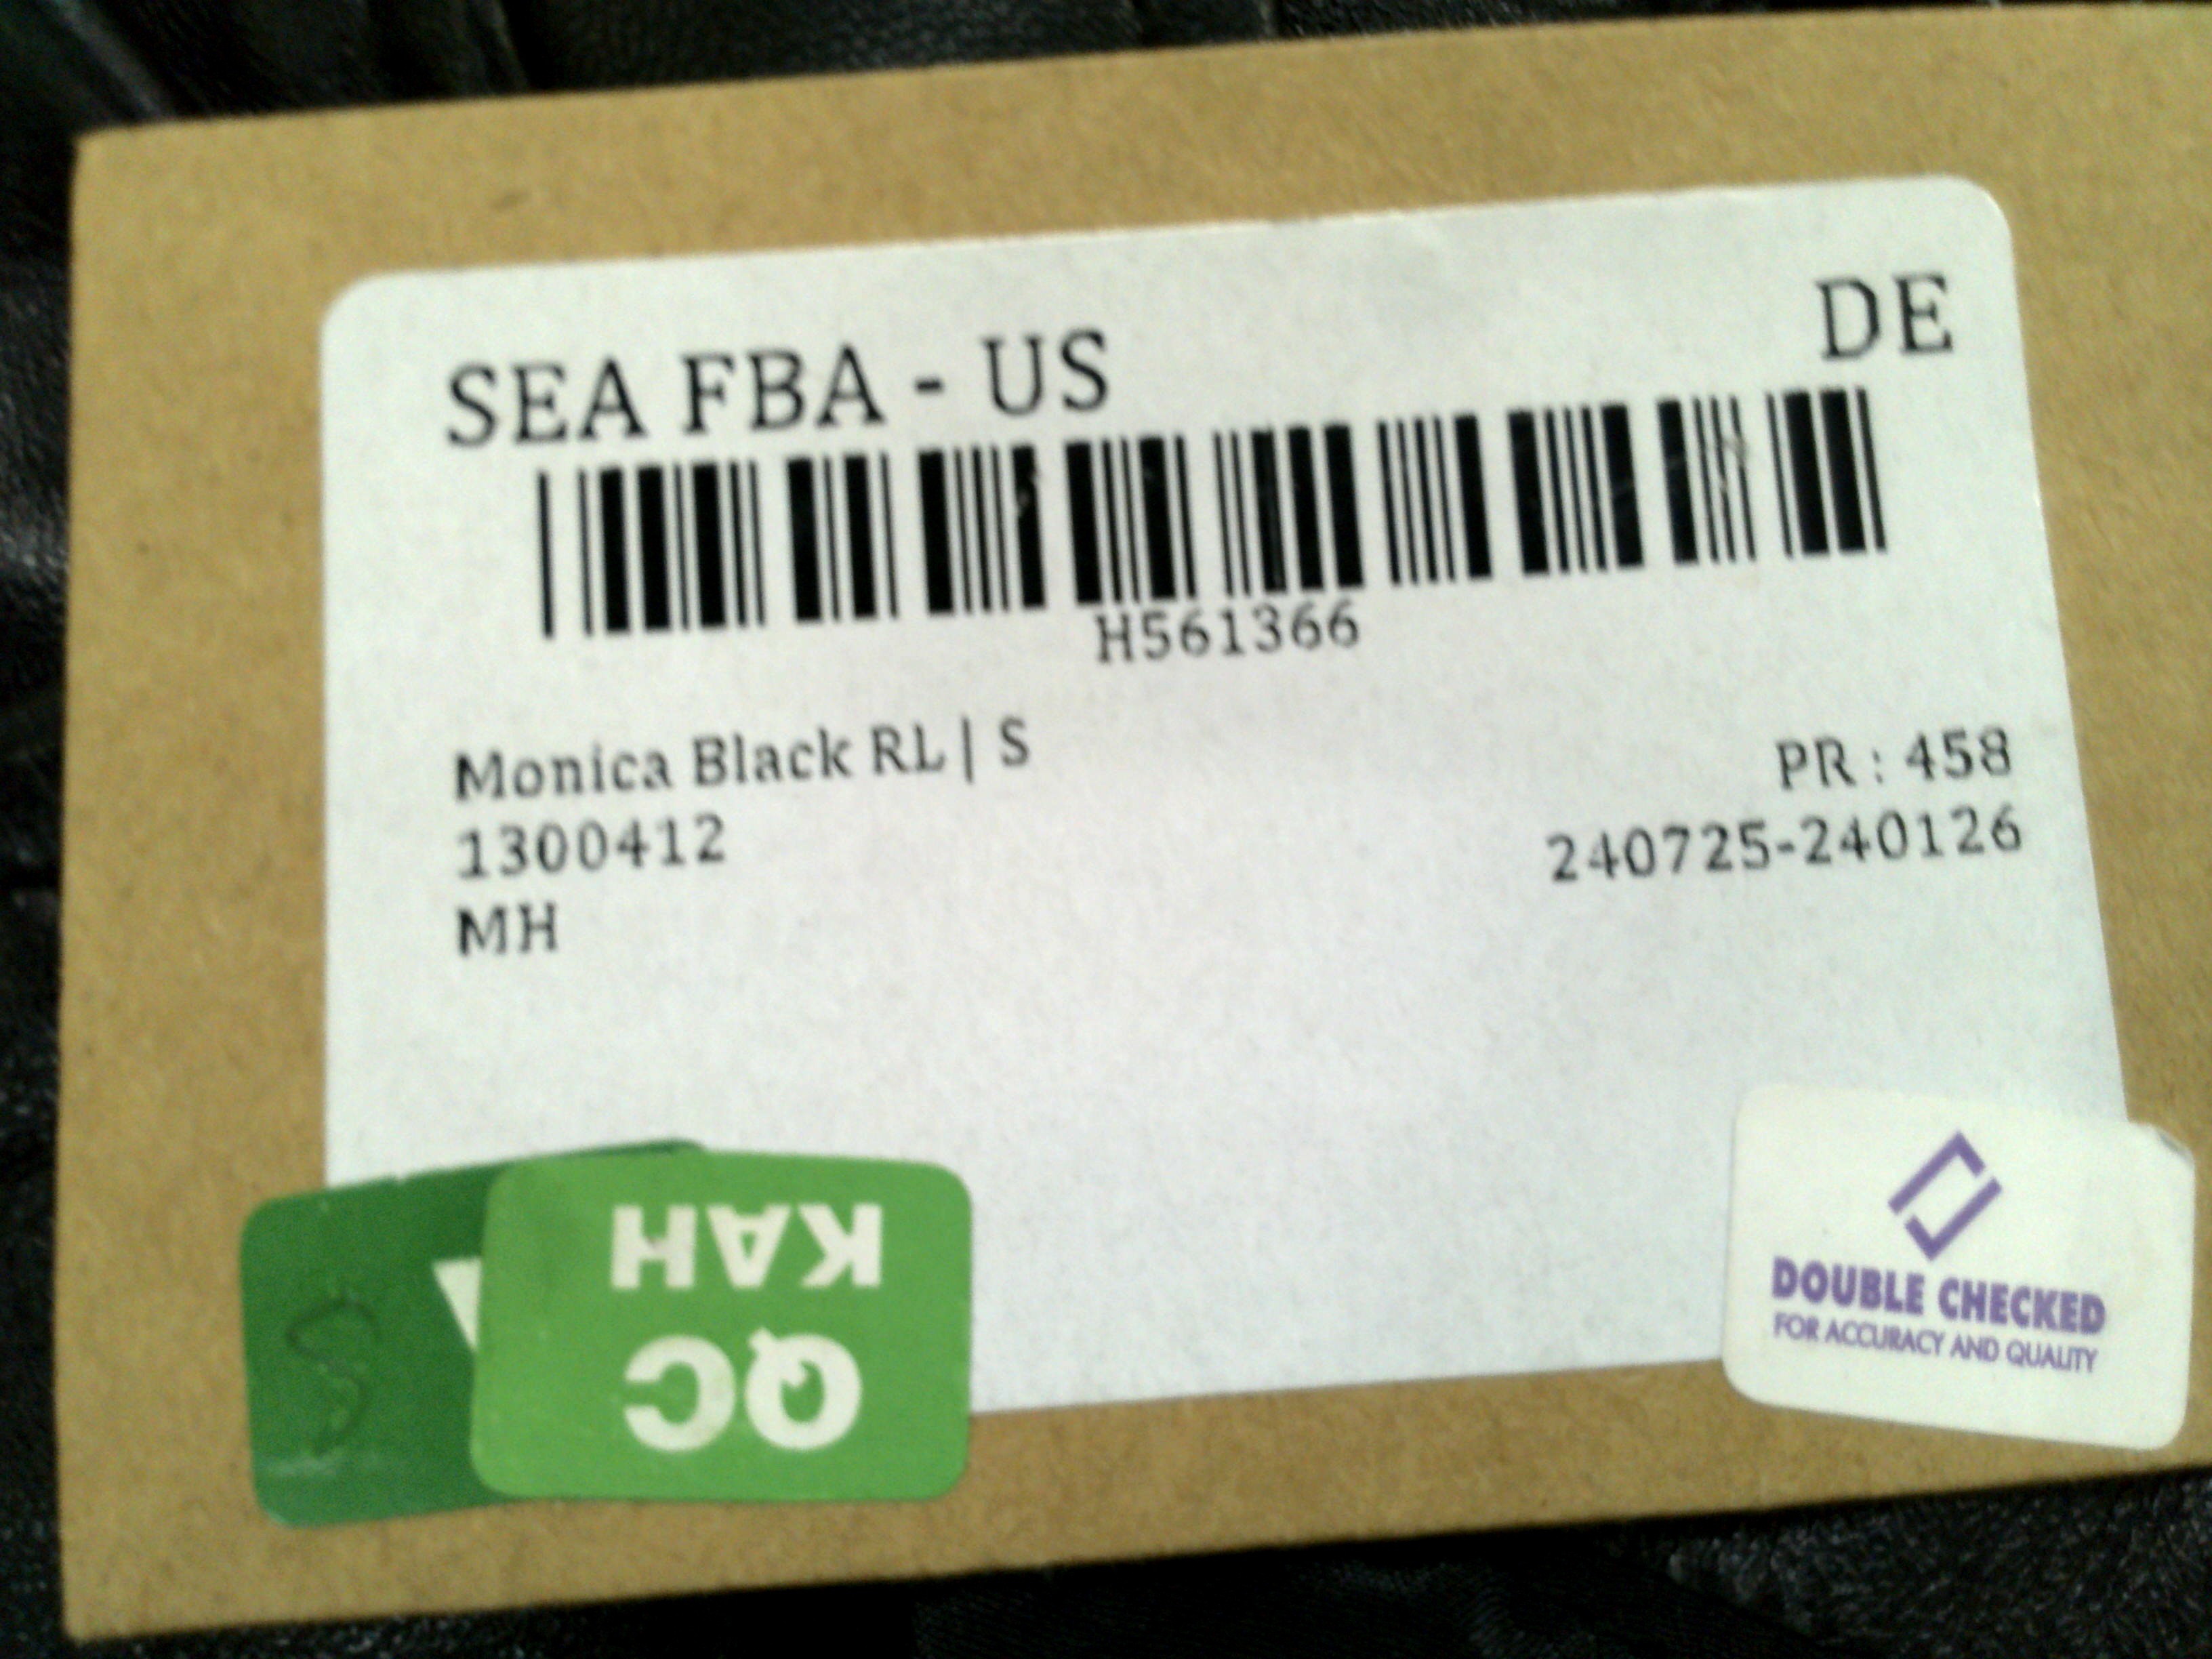 SEA FBA - US
DE
H561366
Monica Black RL | S
PR : 458
1300412
240725-240126
MH
QC
KAH
S
DOUBLE CHECKED
FOR ACCURACY AND QUALITY